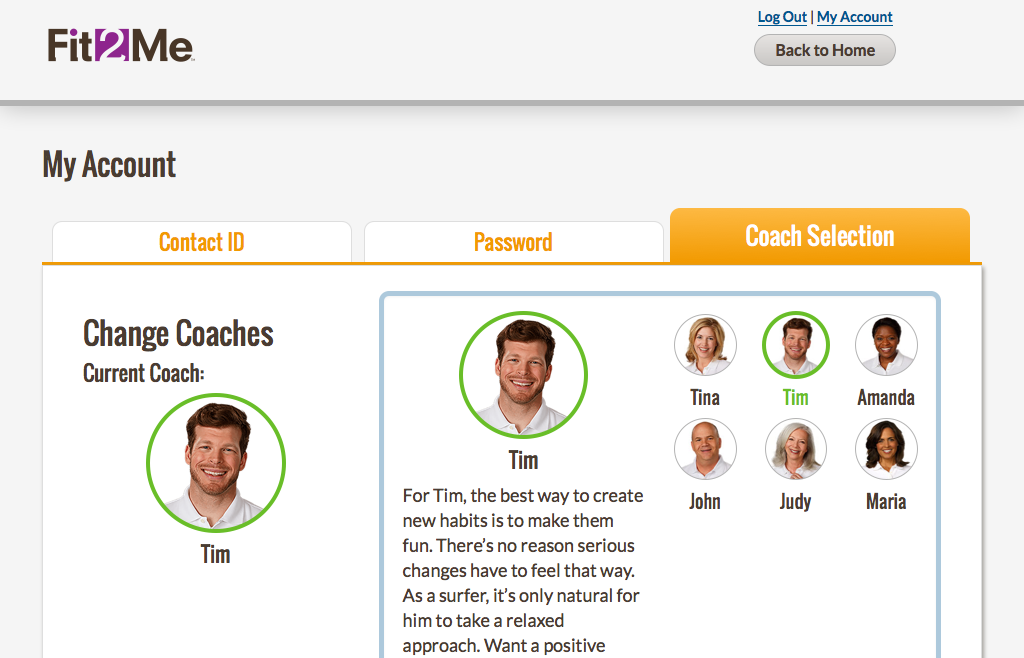 Log Out | My Account
Fit2Me
Back to Home
My Account
Contact ID
Password
Coach Selection
Change Coaches
Current Coach:
Tim
Tim
For Tim, the best way to create
new habits is to make them
fun. There’s no reason serious
changes have to feel that way.
As a surfer, it’s only natural for
him to take a relaxed
approach. Want a positive
Tina
Tim
Amanda
John
Judy
Maria